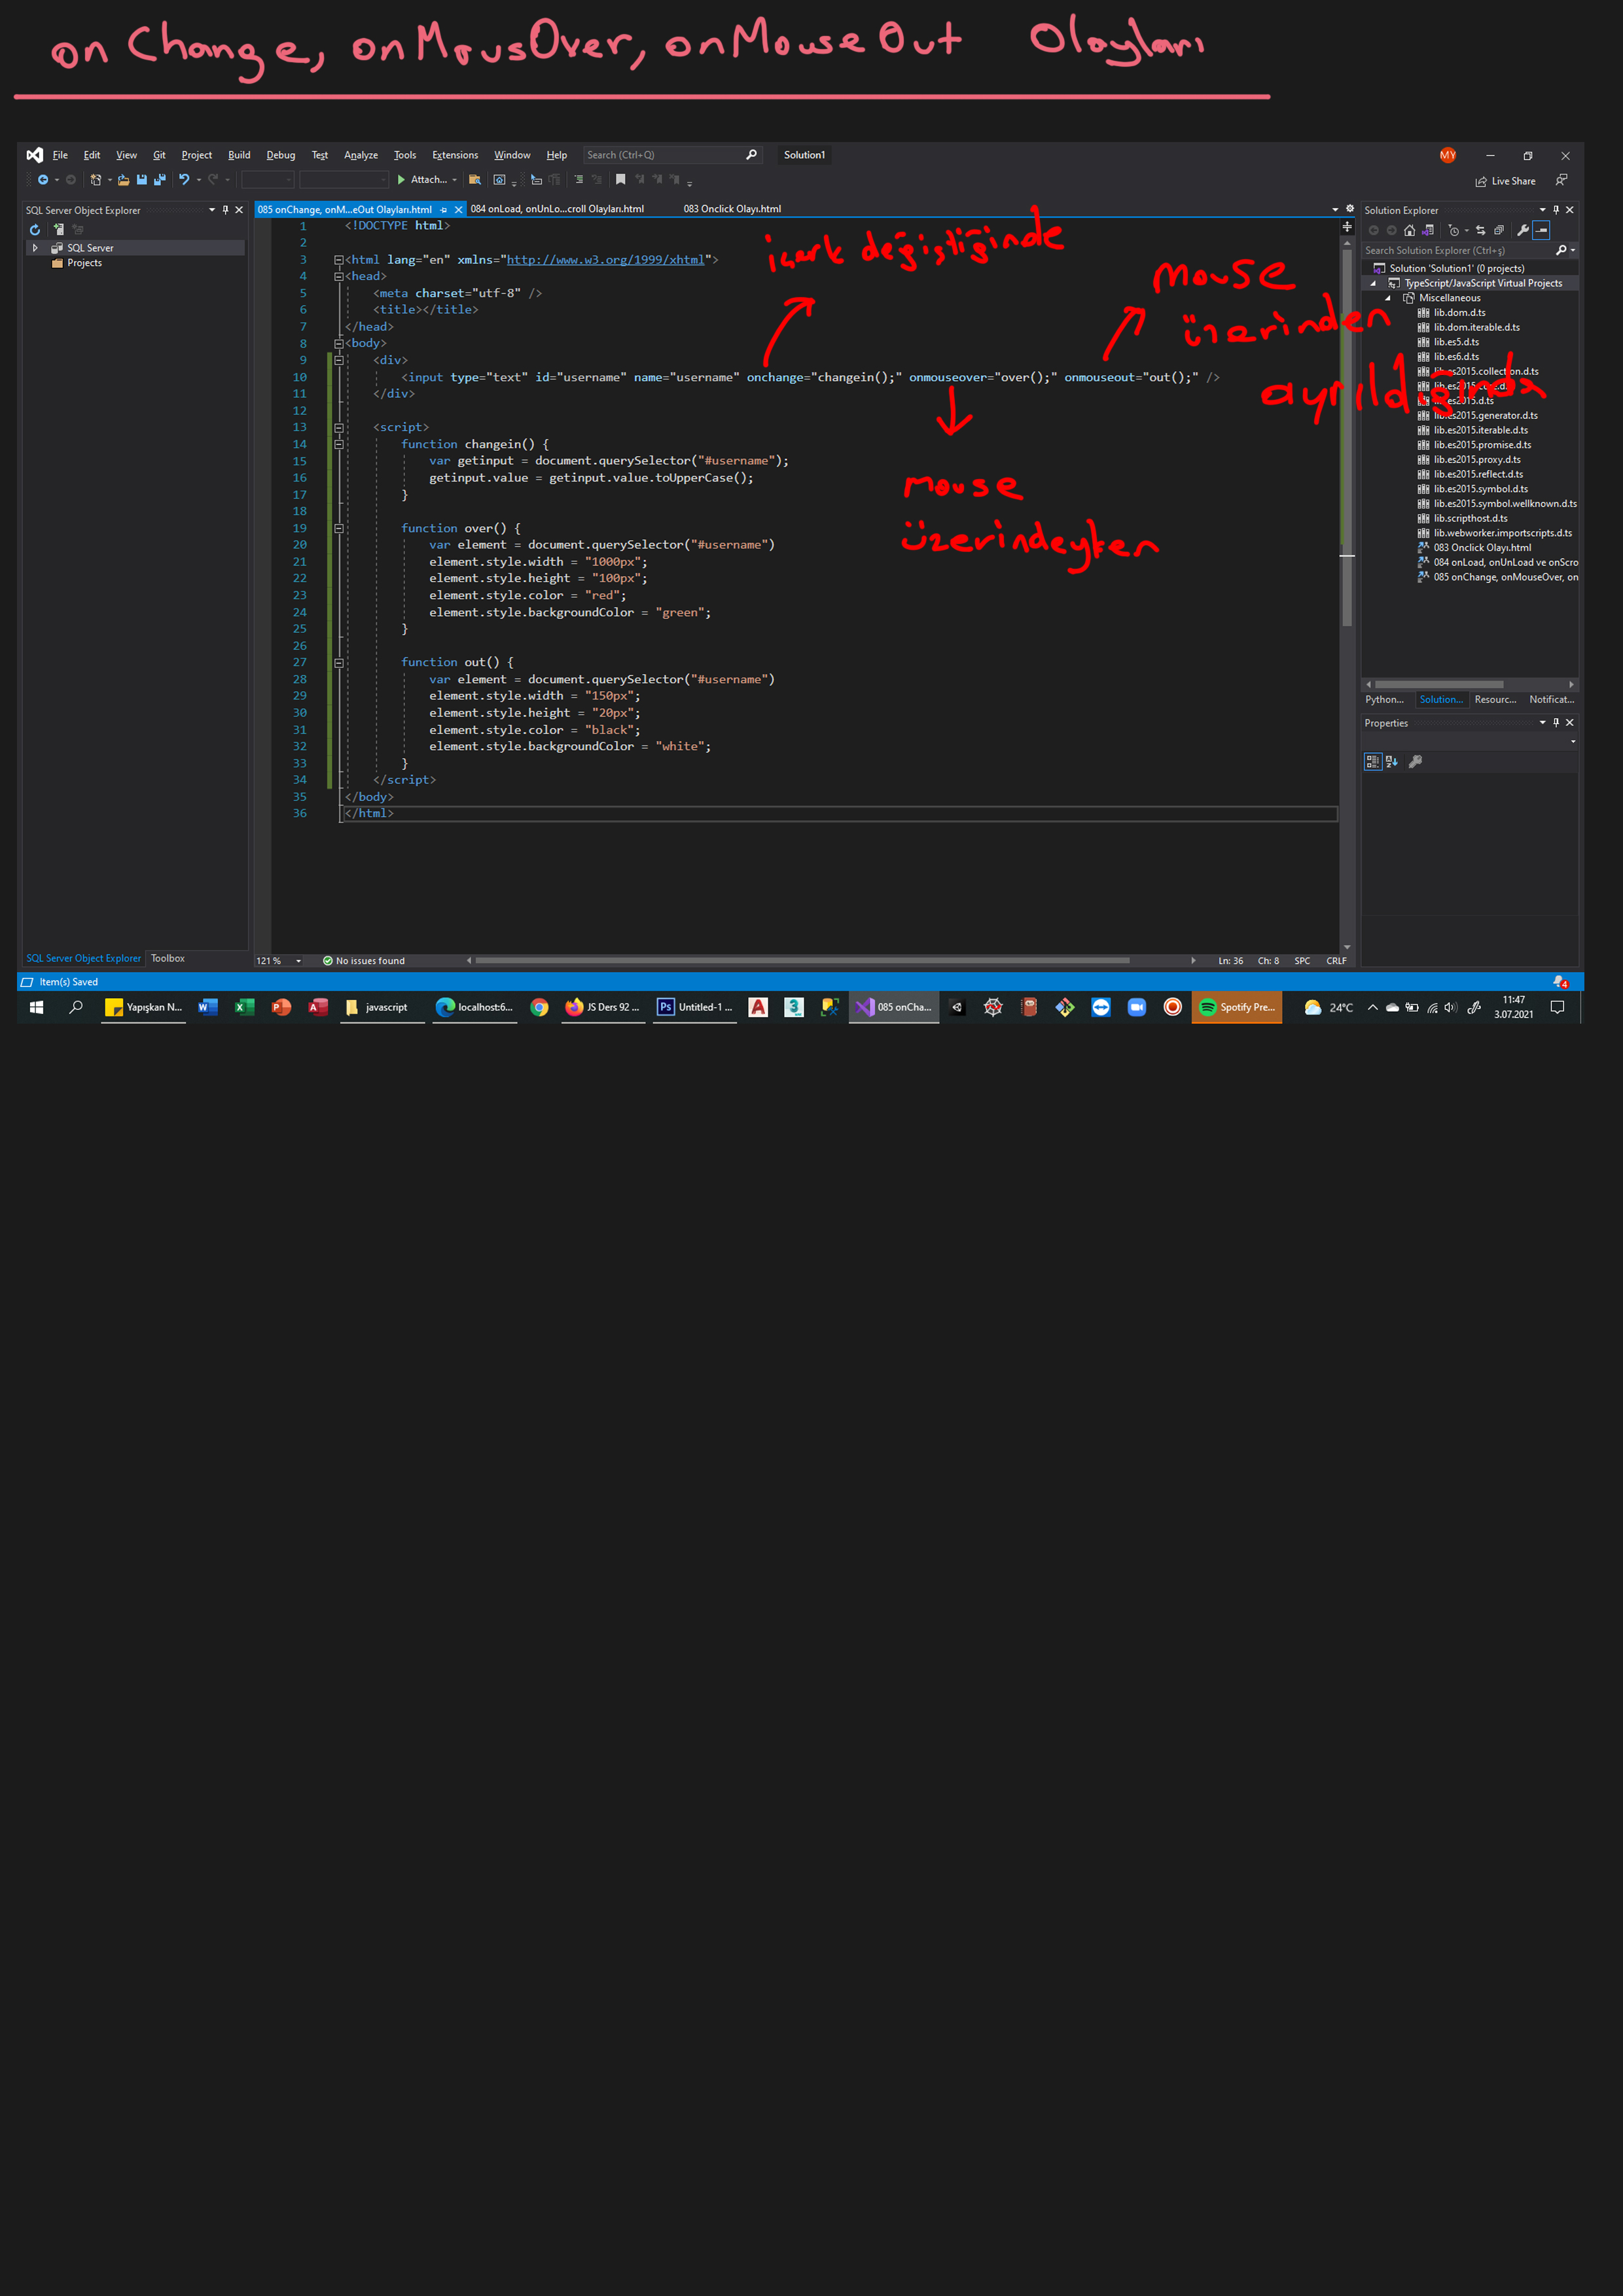 onChange, onMousOver, onMouseOut Olayları
File Edit View Git Project Build Debug Test Analyze Tools Extensions Window Help Search (Ctrl+Q) Solution1 MY
Attach... Live Share
SQL Server Object Explorer
SQL Server
Projects
085 onChange, onM...eOut Olayları.html 084 onLoad, onUnLo...croll Olayları.html 083 Onclick Olayı.html
1 <!DOCTYPE html>
2
3 <html lang="en" xmlns="http://www.w3.org/1999/xhtml">
4 <head>
5 <meta charset="utf-8" />
6 <title></title>
7 </head>
8 <body>
9 <div>
10 <input type="text" id="username" name="username" onchange="changein();" onmouseover="over();" onmouseout="out();" />
11 </div>
12
13 <script>
14 function changein() {
15 var getinput = document.querySelector("#username");
16 getinput.value = getinput.value.toUpperCase();
17 }
18
19 function over() {
20 var element = document.querySelector("#username")
21 element.style.width = "1000px";
22 element.style.height = "100px";
23 element.style.color = "red";
24 element.style.backgroundColor = "green";
25 }
26
27 function out() {
28 var element = document.querySelector("#username")
29 element.style.width = "150px";
30 element.style.height = "20px";
31 element.style.color = "black";
32 element.style.backgroundColor = "white";
33 }
34 </script>
35 </body>
36 </html>
değiştiğinde
mouse
üzerinden
ayrıldığında
mouse
üzerindeyken
Solution Explorer
Search Solution Explorer (Ctrl+ş)
Solution 'Solution1' (0 projects)
TypeScript/JavaScript Virtual Projects
Miscellaneous
lib.dom.d.ts
lib.dom.iterable.d.ts
lib.es5.d.ts
lib.es6.d.ts
lib.es2015.collection.d.ts
lib.es2015.d.ts
lib.es2015.generator.d.ts
lib.es2015.iterable.d.ts
lib.es2015.promise.d.ts
lib.es2015.proxy.d.ts
lib.es2015.reflect.d.ts
lib.es2015.symbol.d.ts
lib.es2015.symbol.wellknown.d.ts
lib.scripthost.d.ts
lib.webworker.importscripts.d.ts
083 Onclick Olayı.html
084 onLoad, onUnLoad ve onScro
085 onChange, onMouseOver, on
Python... Solution... Resourc... Notificat...
Properties
SQL Server Object Explorer Toolbox
121 % No issues found Ln: 36 Ch: 8 SPC CRLF
Item(s) Saved 4
Yapışkan N... javascript localhost:6... JS Ders 92 ... Ps Untitled-1 ... 085 onCha... Spotify Pre... 24°C 11:47
3.07.2021